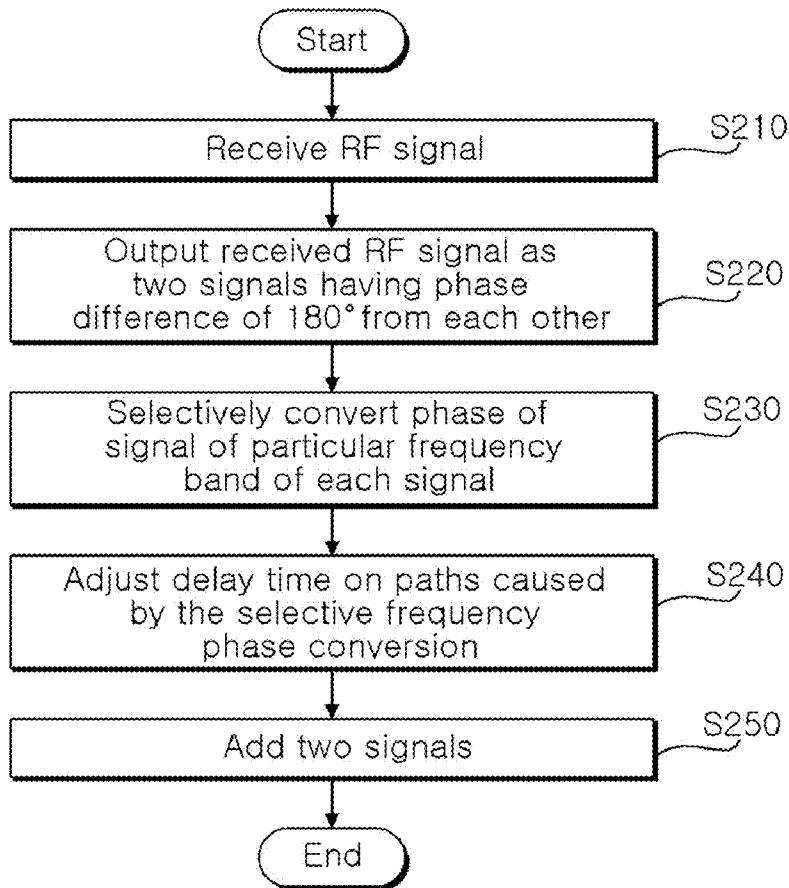 Start
Receive RF signal
S210
Output received RF signal as
two signals having phase
difference of 180° from each other
S220
Selectively convert phase of
signal of particular frequency
band of each signal
S230
Adjust delay time on paths caused
by the selective frequency
phase conversion
S240
Add two signals
S250
End